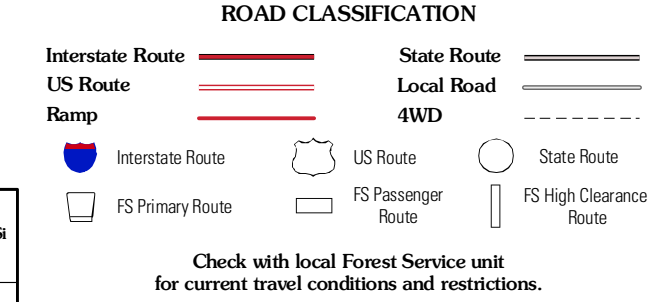 ROAD CLASSIFICATION
Interstate Route
State Route
US Route
Local Road
Ramp
4WD
Interstate Route
US Route
State Route
FS Primary Route
FS Passenger
Route
FS High Clearance
Route
Check with local Forest Service unit
for current travel conditions and restrictions.